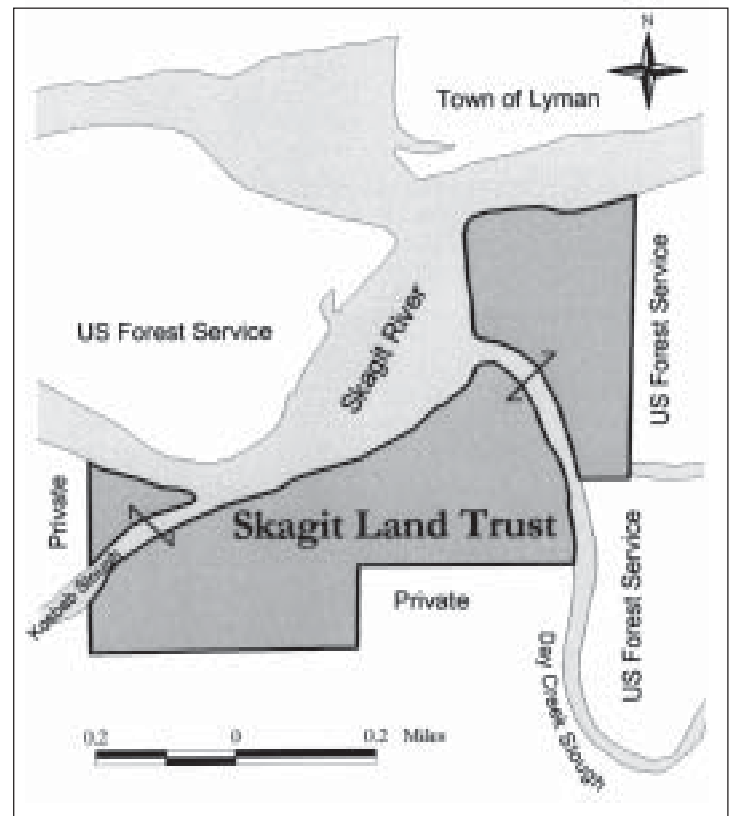 N
Town of Lyman
US Forest Service
Skagit River
US Forest Service
Private
Skagit Land Trust
Slough
Private
US Forest Service
Day Creek Slough
0.2 0 0.2 Miles